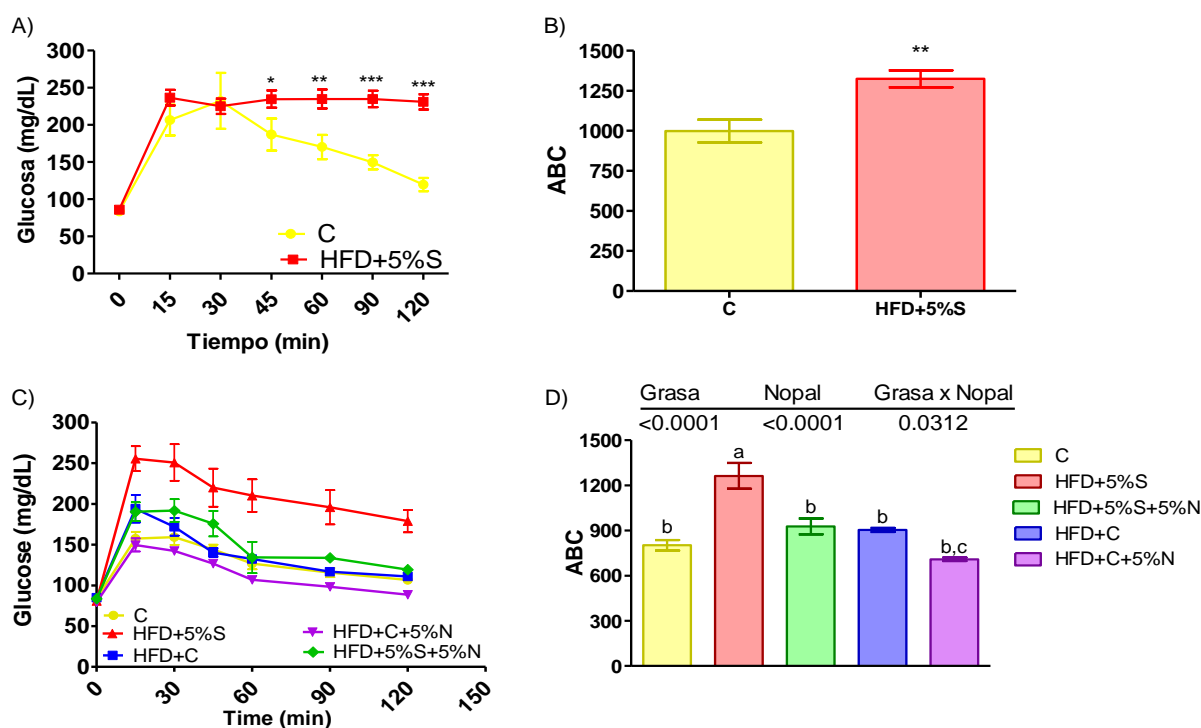 A)
Glucosa (mg/dL)
300
250
200
150
100
50
0
* ** *** ***
C
HFD+5%S
0 15 30 45 60 90 120
Tiempo (min)
B)
ABC
1500
1250
1000
750
500
250
0
**
C HFD+5%S
C)
Glucose (mg/dL)
300
250
200
150
100
50
0
C
HFD+5%S
HFD+C
HFD+C+5%N
HFD+5%S+5%N
0 30 60 90 120 150
Time (min)
D)
Grasa Nopal Grasa x Nopal
<0.0001 <0.0001 0.0312
ABC
1500
1200
900
600
300
0
b a b b b,c
C
HFD+5%S
HFD+5%S+5%N
HFD+C
HFD+C+5%N